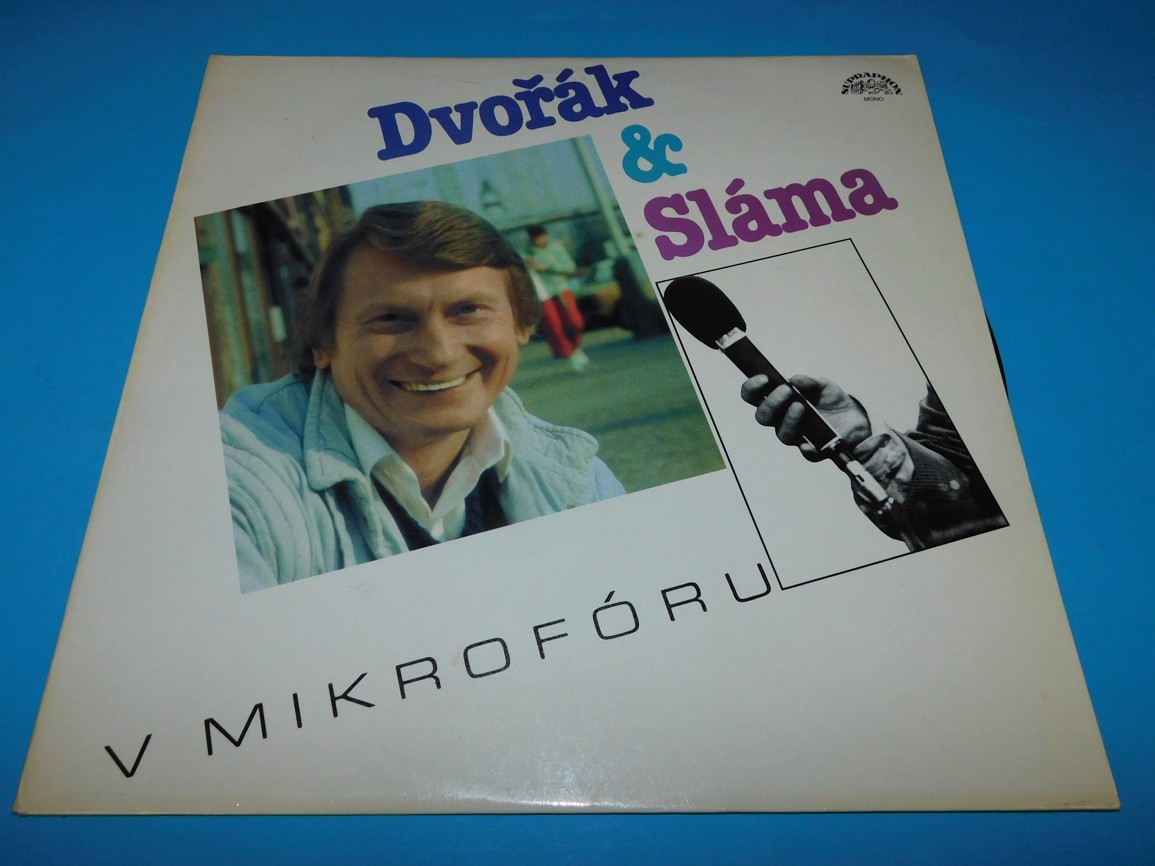 Dvořák
&
Sláma
SUPRAPHON
MONO
V MIKROFÓRU